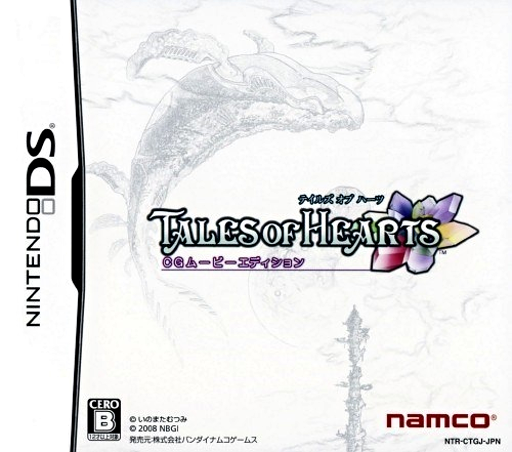 NINTENDO DS®
テイルズ オブ ハーツ
TALES OF HEARTS™
CGムービーエディション
CERO
B
12才以上対象
© いのまたむつみ
© 2008 NBGI
発売元:株式会社バンダイナムコゲームス
namco®
NTR-CTGJ-JPN